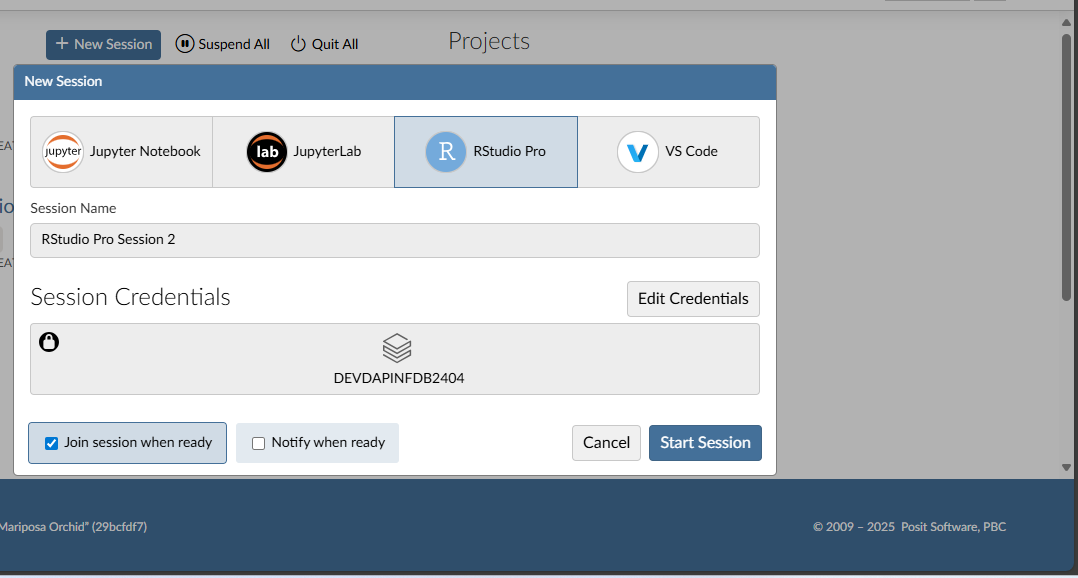 + New Session
Suspend All
Quit All
Projects
New Session
jupyter
Jupyter Notebook
lab
JupyterLab
R
RStudio Pro
VS Code
Session Name
RStudio Pro Session 2
Session Credentials
Edit Credentials
DEVDAPINFDB2404
Join session when ready
Notify when ready
Cancel
Start Session
Mariposa Orchid" (29bcfdf7)
© 2009 – 2025 Posit Software, PBC